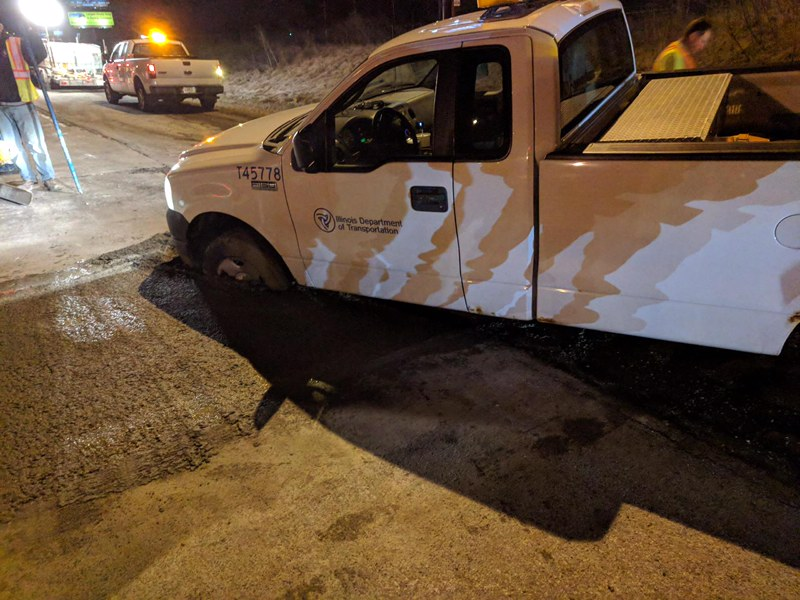 T45778
Illinois Department
of Transportation